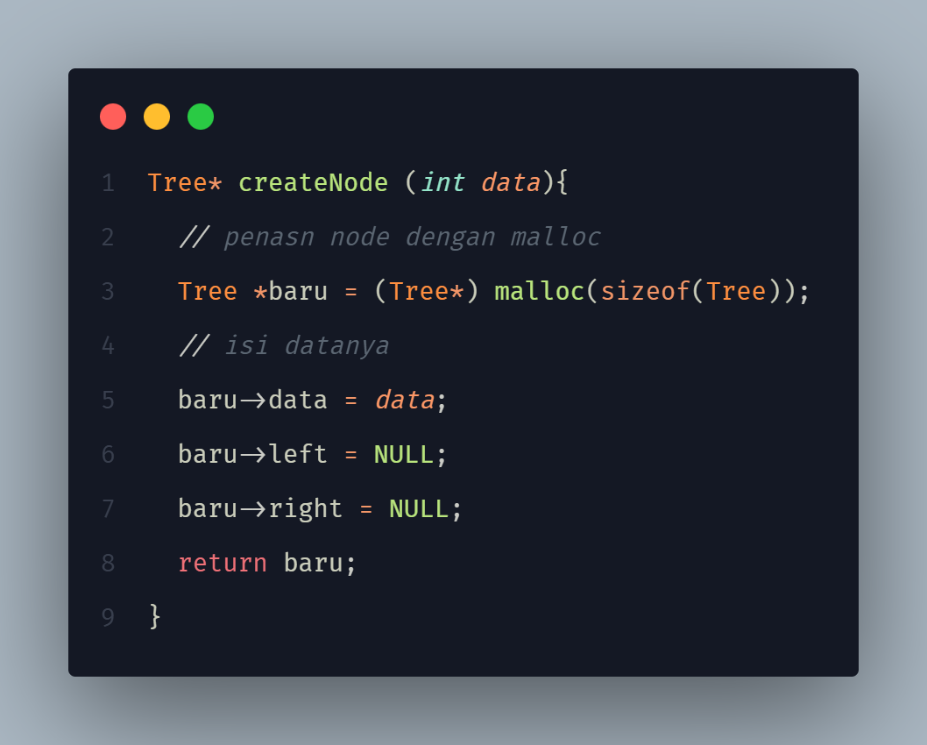 1 Tree* createNode (int data){
2 // penasn node dengan malloc
3 Tree *baru = (Tree*) malloc(sizeof(Tree));
4 // isi datanya
5 baru->data = data;
6 baru->left = NULL;
7 baru->right = NULL;
8 return baru;
9 }